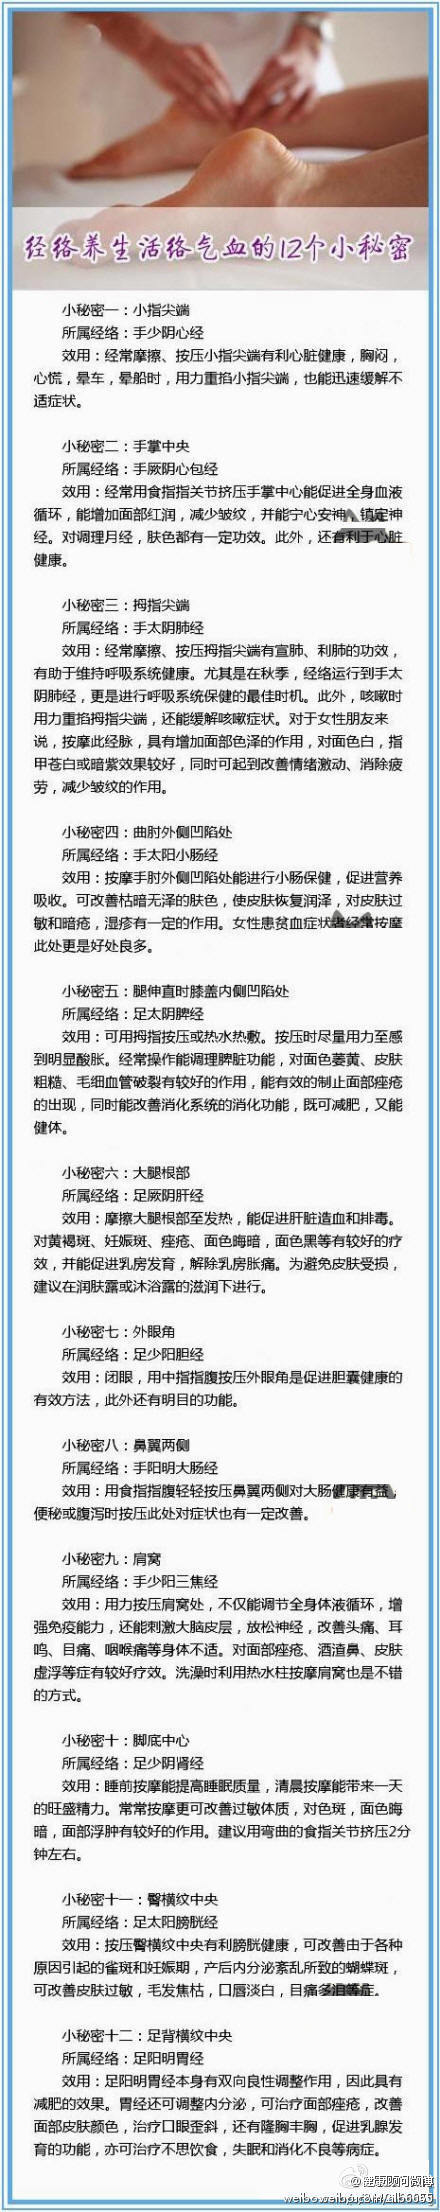 经络养生活络气血的12个小秘密
小秘密一：小指尖端
所属经络：手少阴心经
效用：经常摩擦、按压小指尖端有利心脏健康，胸闷，
心慌，晕车，晕船时，用力重掐小指尖端，也能迅速缓解不
适症状。
小秘密二：手掌中央
所属经络：手厥阴心包经
效用：经常用食指指关节挤压手掌中心能促进全身血液
循环，能增加面部红润，减少皱纹，并能宁心安神、镇定神
经。对调理月经，肤色都有一定功效。此外，还有利于心脏
健康。
小秘密三：拇指尖端
所属经络：手太阴肺经
效用：经常摩擦、按压拇指尖端有宣肺、利肺的功效，
有助于维持呼吸系统健康。尤其是在秋季，经络运行到手太
阴肺经，更是进行呼吸系统保健的最佳时机。此外，咳嗽时
用力重掐拇指尖端，还能缓解咳嗽症状。对于女性朋友来
说，按摩此经脉，具有增加面部色泽的作用，对面色白，指
甲苍白或暗紫效果较好，同时可起到改善情绪激动、消除疲
劳，减少皱纹的作用。
小秘密四：曲肘外侧凹陷处
所属经络：手太阳小肠经
效用：按摩手肘外侧凹陷处能进行小肠保健，促进营养
吸收。可改善枯暗无泽的肤色，使皮肤恢复润泽，对皮肤过
敏和暗疮，湿疹有一定的作用。女性患贫血症状者经常按摩
此处更是好处良多。
小秘密五：腿伸直时膝盖内侧凹陷处
所属经络：足太阴脾经
效用：可用拇指按压或热水热敷。按压时尽量用力至感
到明显酸胀。经常操作能调理脾脏功能，对面色萎黄、皮肤
粗糙、毛细血管破裂有较好的作用，能有效的制止面部痤疮
的出现，同时能改善消化系统的消化功能，既可减肥，又能
健体。
小秘密六：大腿根部
所属经络：足厥阴肝经
效用：摩擦大腿根部至发热，能促进肝脏造血和排毒。
对黄褐斑、妊娠斑、痤疮、面色晦暗，面色黑等有较好的疗
效，并能促进乳房发育，解除乳房胀痛。为避免皮肤受损，
建议在润肤露或沐浴露的滋润下进行。
小秘密七：外眼角
所属经络：足少阳胆经
效用：闭眼，用中指指腹按压外眼角是促进胆囊健康的
有效方法，此外还有明目的功能。
小秘密八：鼻翼两侧
所属经络：手阳明大肠经
效用：用食指指腹轻轻按压鼻翼两侧对大肠健康有益，
便秘或腹泻时按压此处对症状也有一定改善。
小秘密九：肩窝
所属经络：手少阳三焦经
效用：用力按压肩窝处，不仅能调节全身体液循环，增
强免疫能力，还能刺激大脑皮层，放松神经，改善头痛、耳
鸣、目痛、咽喉痛等身体不适。对面部痤疮、酒渣鼻、皮肤
虚浮等症有较好疗效。洗澡时利用热水柱按摩肩窝也是不错
的方式。
小秘密十：脚底中心
所属经络：足少阴肾经
效用：睡前按摩能提高睡眠质量，清晨按摩能带来一天
的旺盛精力。常常按摩更可改善过敏体质，对色斑，面色晦
暗，面部浮肿有较好的作用。建议用弯曲的食指关节挤压2分
钟左右。
小秘密十一：臀横纹中央
所属经络：足太阳膀胱经
效用：按压臀横纹中央有利膀胱健康，可改善由于各种
原因引起的雀斑和妊娠期，产后内分泌紊乱所致的蝴蝶斑，
可改善皮肤过敏，毛发焦枯，口唇淡白，目痛多泪等症。
小秘密十二：足背横纹中央
所属经络：足阳明胃经
效用：足阳明胃经本身有双向良性调整作用，因此具有
减肥的效果。胃经还可调整内分泌，可治疗面部痤疮，改善
面部皮肤颜色，治疗口眼歪斜，还有隆胸丰胸，促进乳腺发
育的功能，亦可治疗不思饮食，失眠和消化不良等病症。
@健康顾问微博